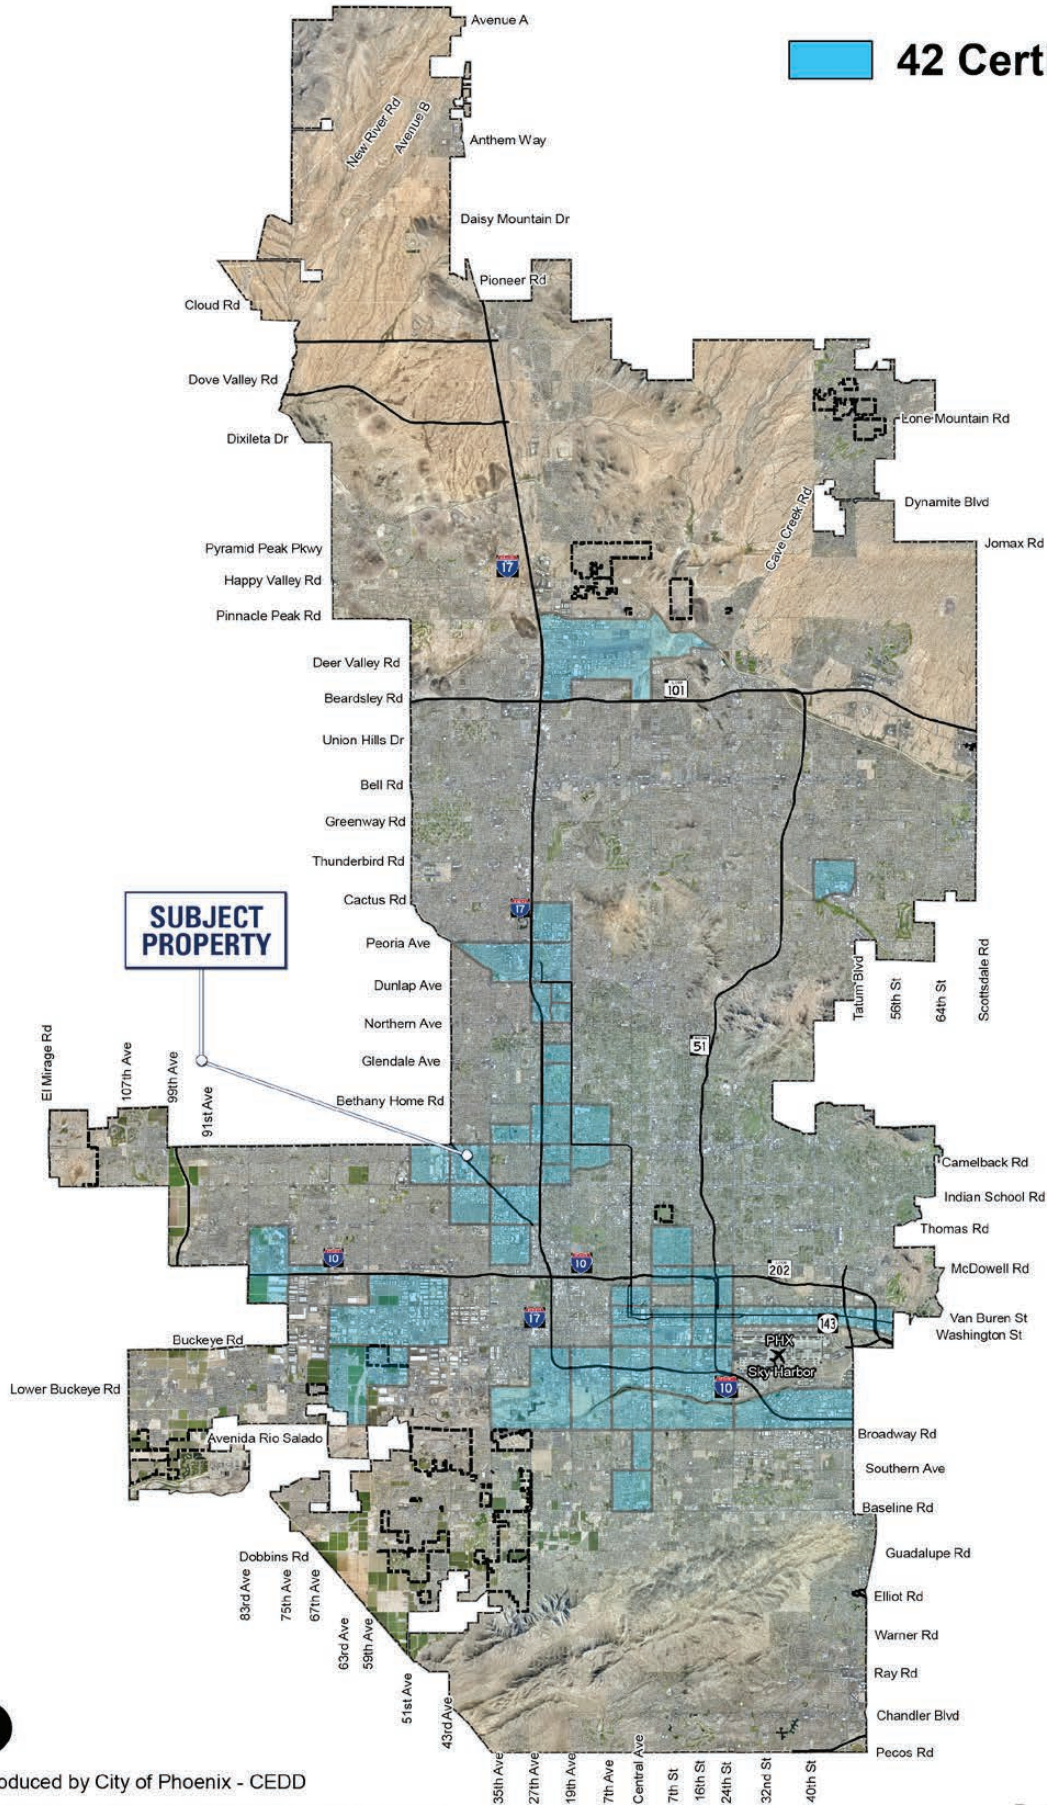 42 Cert
Avenue A
New River Rd
Avenue B
Anthem Way
Daisy Mountain Dr
Pioneer Rd
Cloud Rd
Dove Valley Rd
Lone Mountain Rd
Dixileta Dr
Dynamite Blvd
Cave Creek Rd
Jomax Rd
Pyramid Peak Pkwy
17
Happy Valley Rd
Pinnacle Peak Rd
Deer Valley Rd
101
Beardsley Rd
Union Hills Dr
Bell Rd
Greenway Rd
Thunderbird Rd
Cactus Rd
17
SUBJECT
PROPERTY
Peoria Ave
Dunlap Ave
Tatum Blvd
56th St
64th St
Scottsdale Rd
Northern Ave
51
El Mirage Rd
107th Ave
99th Ave
91st Ave
Glendale Ave
Bethany Home Rd
Camelback Rd
Indian School Rd
Thomas Rd
10
10
202
McDowell Rd
17
143
Van Buren St
Washington St
Buckeye Rd
PHX
Sky Harbor
10
Lower Buckeye Rd
Avenida Rio Salado
Broadway Rd
Southern Ave
Baseline Rd
Dobbins Rd
Guadalupe Rd
83rd Ave
75th Ave
67th Ave
63rd Ave
59th Ave
51st Ave
43rd Ave
Elliot Rd
Warner Rd
Ray Rd
Chandler Blvd
Pecos Rd
35th Ave
27th Ave
19th Ave
7th Ave
Central Ave
7th St
16th St
24th St
32nd St
40th St
oduced by City of Phoenix - CEDD